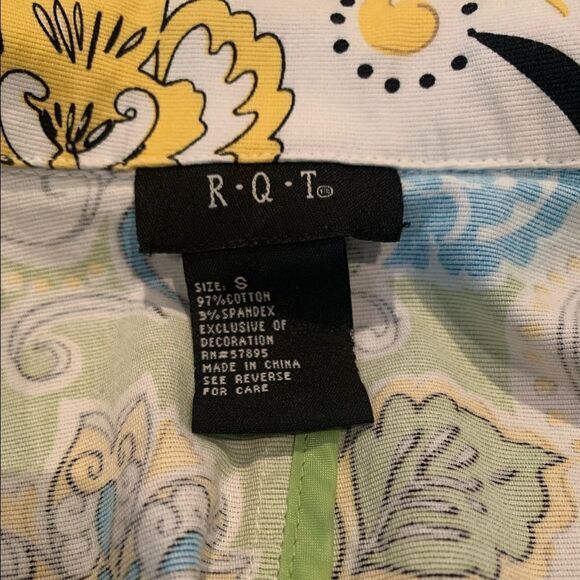 R·Q·T
SIZE: S
97% COTTON
3% SPANDEX
EXCLUSIVE OF
DECORATION
RN#57895
MADE IN CHINA
SEE REVERSE
FOR CARE